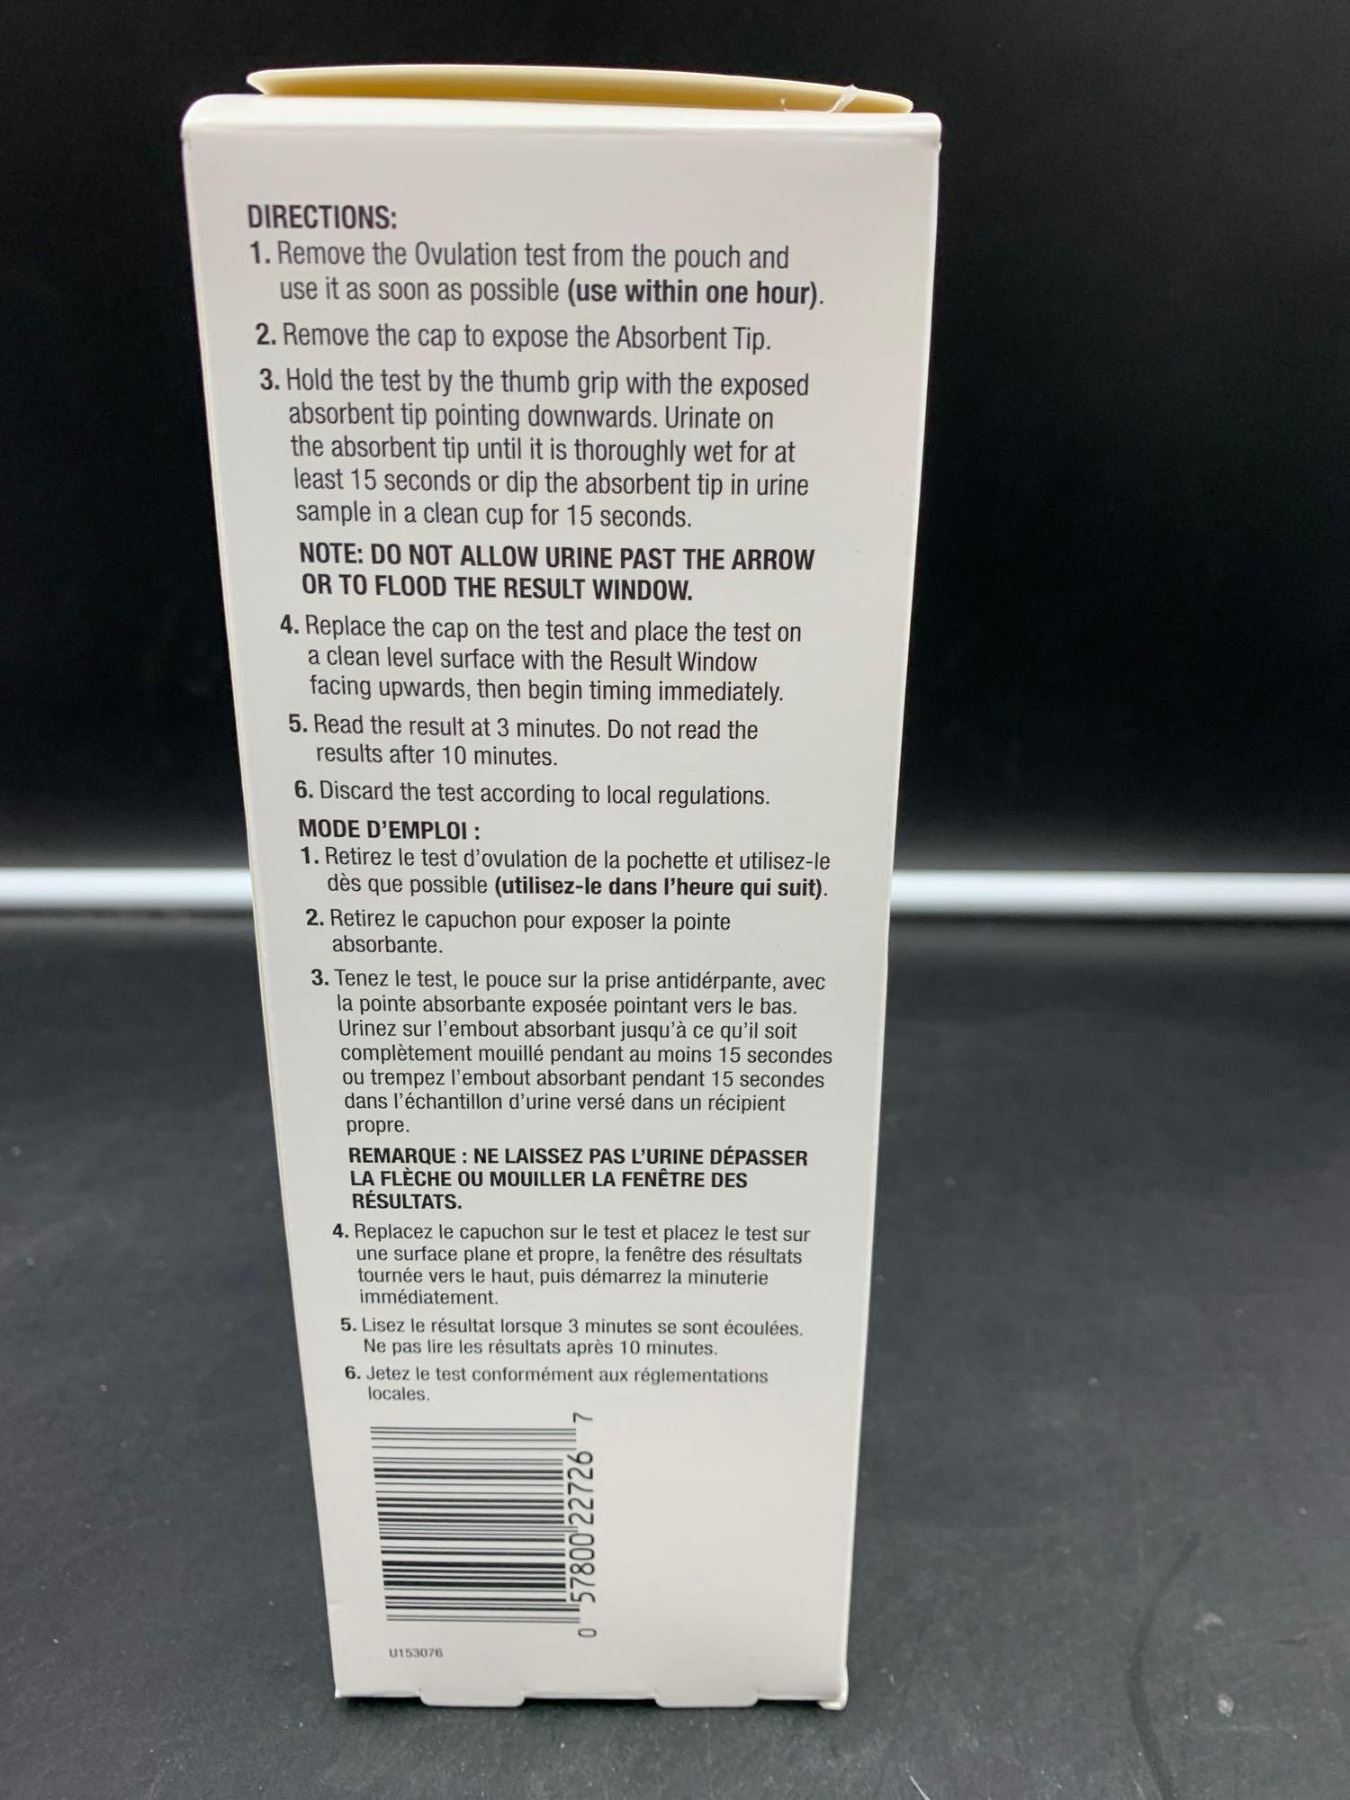 DIRECTIONS:
1. Remove the Ovulation test from the pouch and
use it as soon as possible (use within one hour).
2. Remove the cap to expose the Absorbent Tip.
3. Hold the test by the thumb grip with the exposed
absorbent tip pointing downwards. Urinate on
the absorbent tip until it is thoroughly wet for at
least 15 seconds or dip the absorbent tip in urine
sample in a clean cup for 15 seconds.
NOTE: DO NOT ALLOW URINE PAST THE ARROW
OR TO FLOOD THE RESULT WINDOW.
4. Replace the cap on the test and place the test on
a clean level surface with the Result Window
facing upwards, then begin timing immediately.
5. Read the result at 3 minutes. Do not read the
results after 10 minutes.
6. Discard the test according to local regulations.
MODE D'EMPLOI :
1. Retirez le test d'ovulation de la pochette et utilisez-le
dès que possible (utilisez-le dans l'heure qui suit).
2. Retirez le capuchon pour exposer la pointe
absorbante.
3. Tenez le test, le pouce sur la prise antidérpante, avec
la pointe absorbante exposée pointant vers le bas.
Urinez sur l'embout absorbant jusqu'à ce qu'il soit
complètement mouillé pendant au moins 15 secondes
ou trempez l'embout absorbant pendant 15 secondes
dans l'échantillon d'urine versé dans un récipient
propre.
REMARQUE : NE LAISSEZ PAS L'URINE DÉPASSER
LA FLÈCHE OU MOUILLER LA FENÊTRE DES
RÉSULTATS.
4. Replacez le capuchon sur le test et placez le test sur
une surface plane et propre, la fenêtre des résultats
tournée vers le haut, puis démarrez la minuterie
immédiatement.
5. Lisez le résultat lorsque 3 minutes se sont écoulées.
Ne pas lire les résultats après 10 minutes.
6. Jetez le test conformément aux réglementations
locales.
0 57800 22726 7
U153076